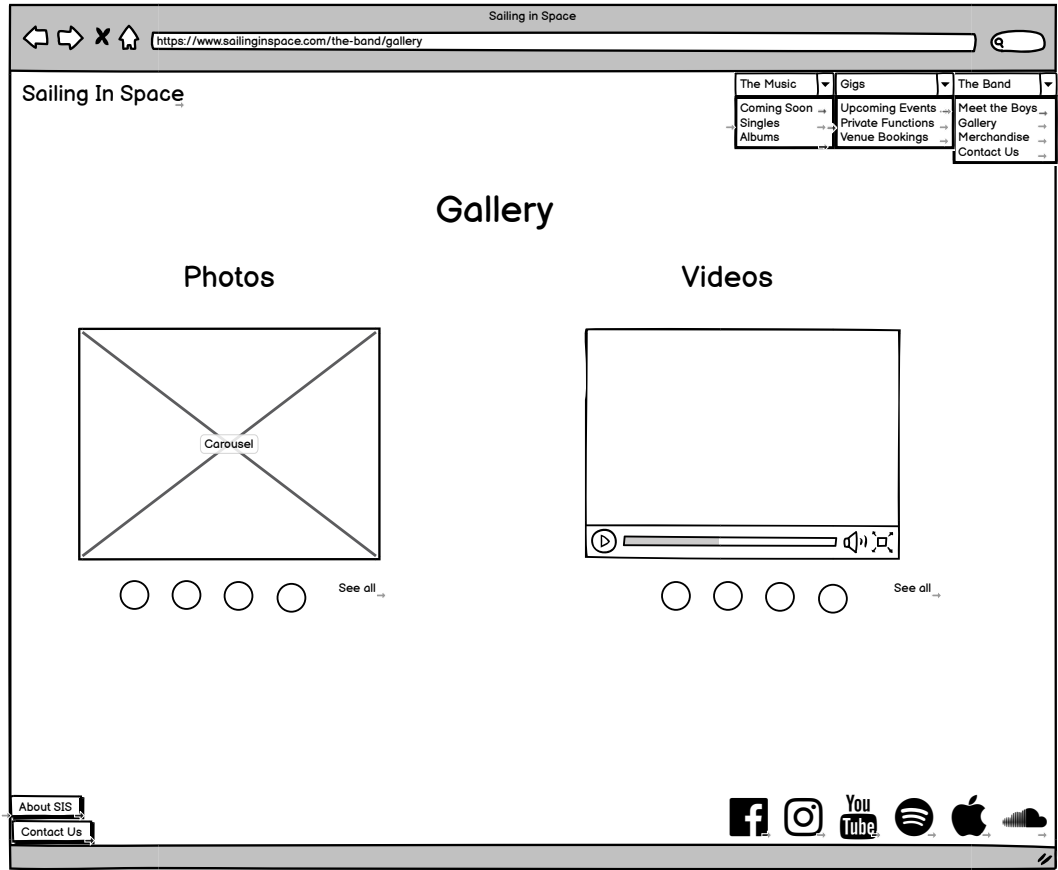 Sailing in Space
https://www.sailinginspace.com/the-band/gallery
Sailing In Space
The Music
Gigs
The Band
Coming Soon
Singles
Albums
Upcoming Events
Private Functions
Venue Bookings
Meet the Boys
Gallery
Merchandise
Contact Us
Gallery
Photos
Videos
Carousel
See all
See all
About SIS
Contact Us
You
Tube